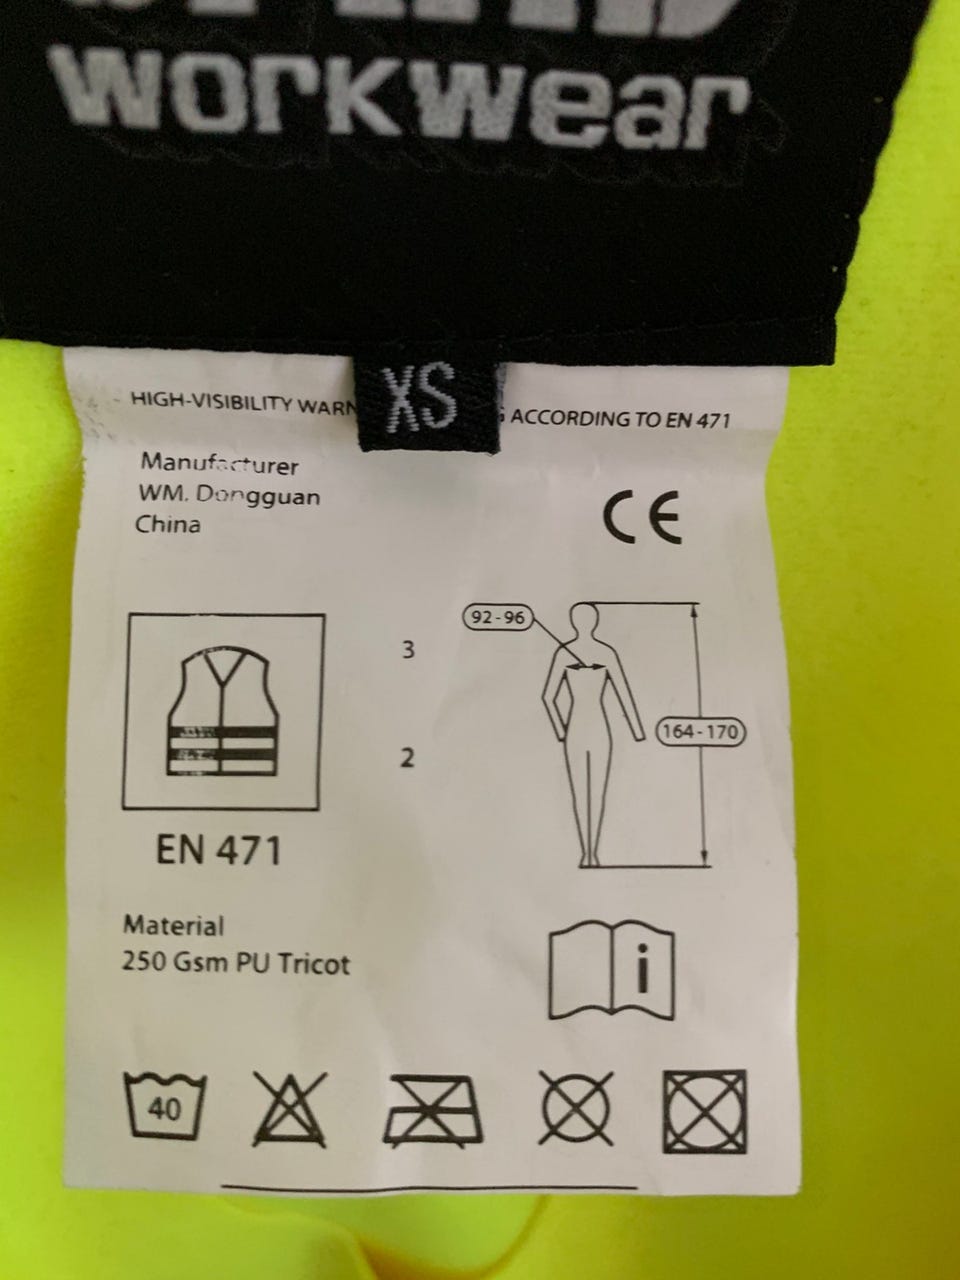 workwear
XS
HIGH-VISIBILITY WARN ACCORDING TO EN 471
Manufacturer
WM. Dongguan
China
CE
92-96
3
164-170
2
EN 471
Material
250 Gsm PU Tricot
i
40